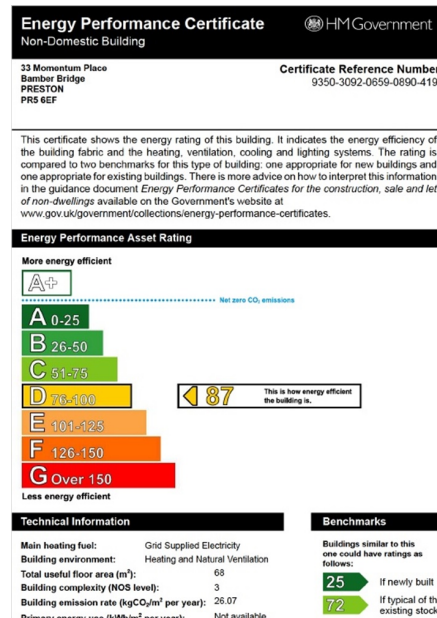 Energy Performance Certificate
HM Government
Non-Domestic Building
33 Momentum Place
Bamber Bridge
PRESTON
PR5 6EF
Certificate Reference Number
9350-3092-0659-0890-419
This certificate shows the energy rating of this building. It indicates the energy efficiency of
the building fabric and the heating, ventilation, cooling and lighting systems. The rating is
compared to two benchmarks for this type of building: one appropriate for new buildings and
one appropriate for existing buildings. There is more advice on how to interpret this information
in the guidance document Energy Performance Certificates for the construction, sale and let
of non-dwellings available on the Government's website at
www.gov.uk/government/collections/energy-performance-certificates.
Energy Performance Asset Rating
More energy efficient
A+
Net zero CO₂ emissions
A 0-25
B 26-50
C 51-75
D 76-100
87
This is how energy efficient
the building is.
E 101-125
F 126-150
G Over 150
Less energy efficient
Technical Information
Main heating fuel: Grid Supplied Electricity
Building environment: Heating and Natural Ventilation
Total useful floor area (m²): 68
Building complexity (NOS level): 3
Building emission rate (kgCO₂/m² per year): 26.07
Primary energy use (kWh/m² per year): Not available
Benchmarks
Buildings similar to this
one could have ratings as
follows:
25 If newly built
72 If typical of the
existing stock